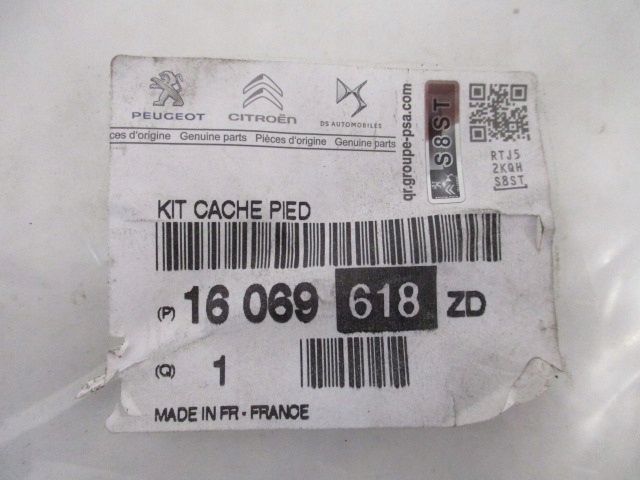 PEUGEOT CITROËN DS AUTOMOBILES
ces d'origine Genuine parts Pièces d'origine Genuine parts
qr.groupe-psa.com
S8ST
RTJ5
2KQH
S8ST
KIT CACHE PIED
(P) 16 069 618 ZD
(Q) 1
MADE IN FR - FRANCE